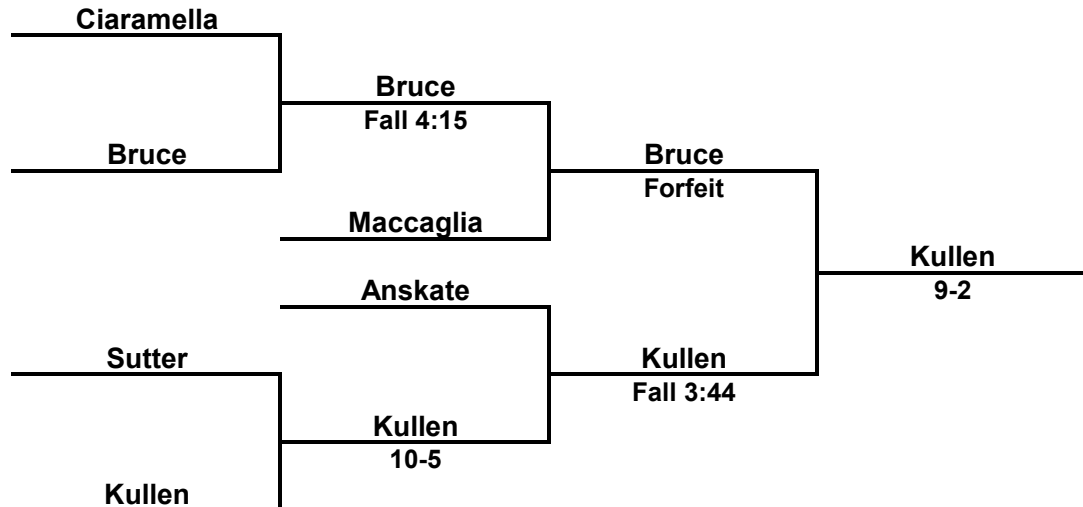 Ciaramella
Bruce
Fall 4:15
Bruce
Bruce
Forfeit
Maccaglia
Kullen
9-2
Anskate
Sutter
Kullen
Fall 3:44
Kullen
10-5
Kullen